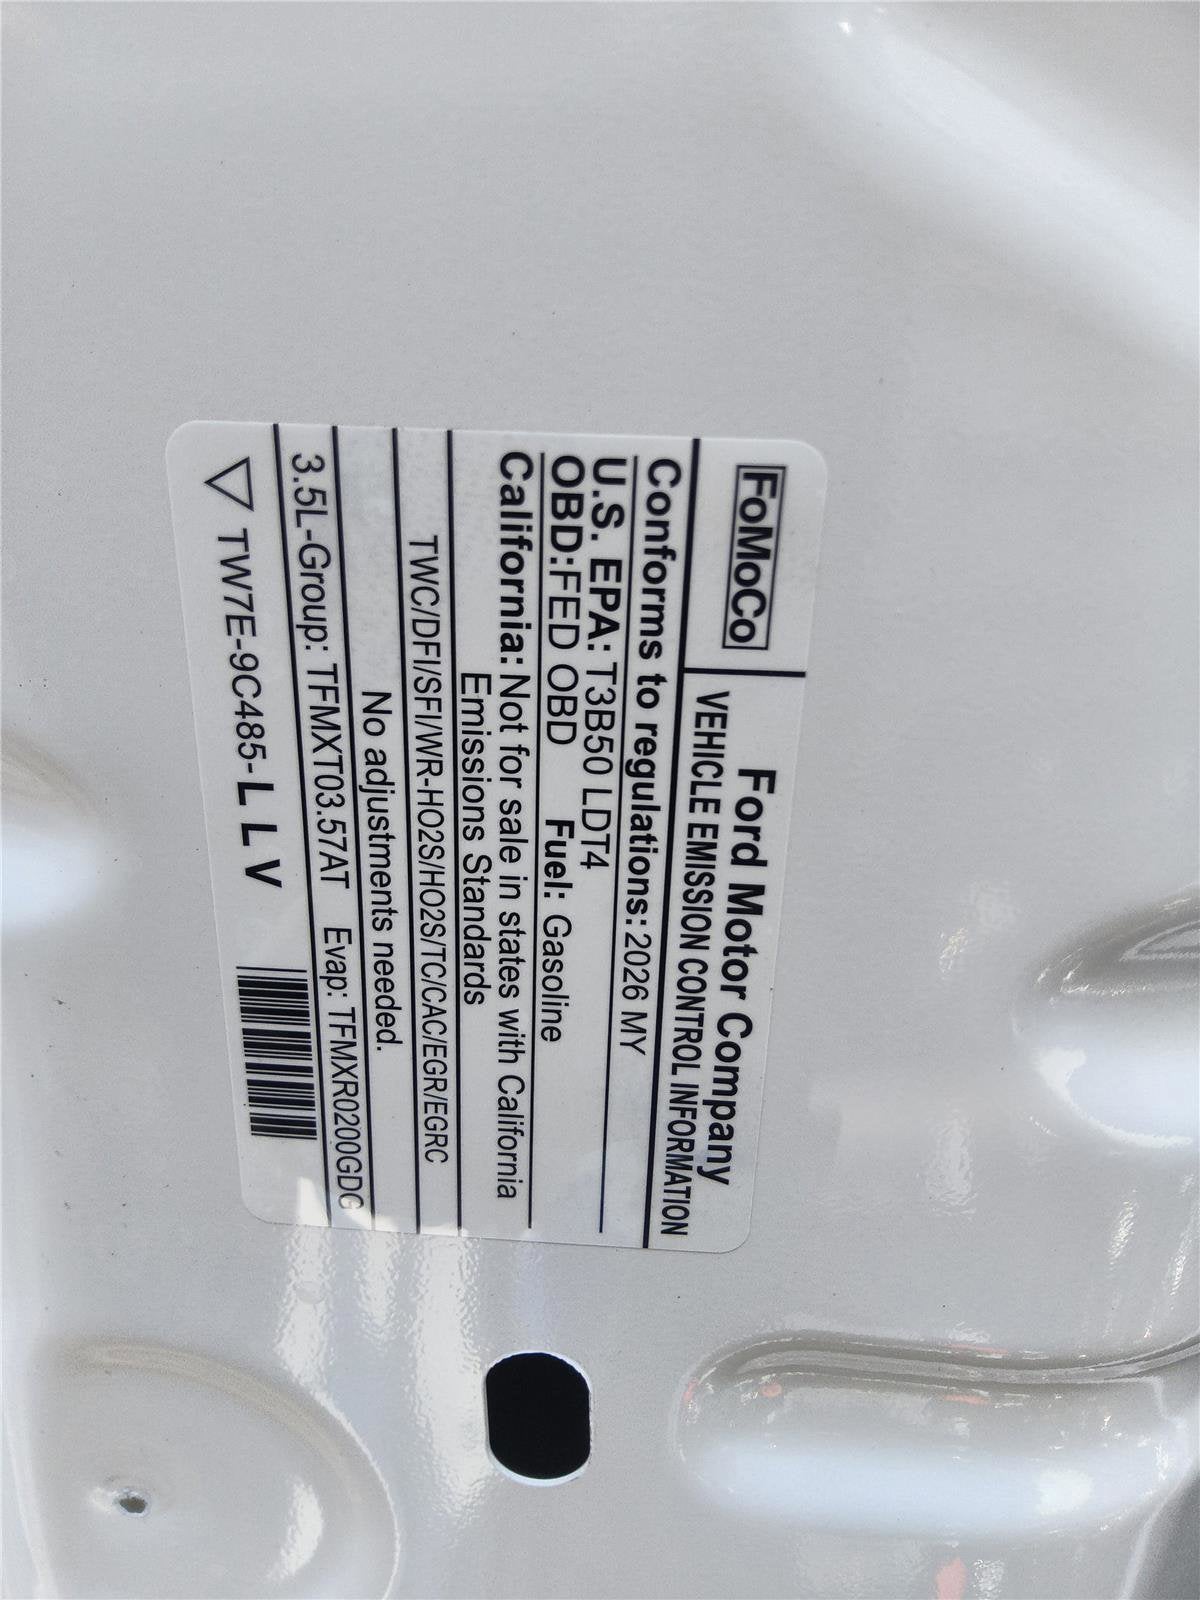 FoMoCo
Ford Motor Company
VEHICLE EMISSION CONTROL INFORMATION
Conforms to regulations: 2026 MY
U.S. EPA: T3B50 LDT4
OBD: FED OBD Fuel: Gasoline
California: Not for sale in states with California
Emissions Standards
TWC/DFI/SFI/WR-HO2S/HO2S/TC/CAC/EGR/EGRC
No adjustments needed.
3.5L-Group: TFMXT03.57AT Evap: TFMXR0200GDG
TW7E-9C485-L L V